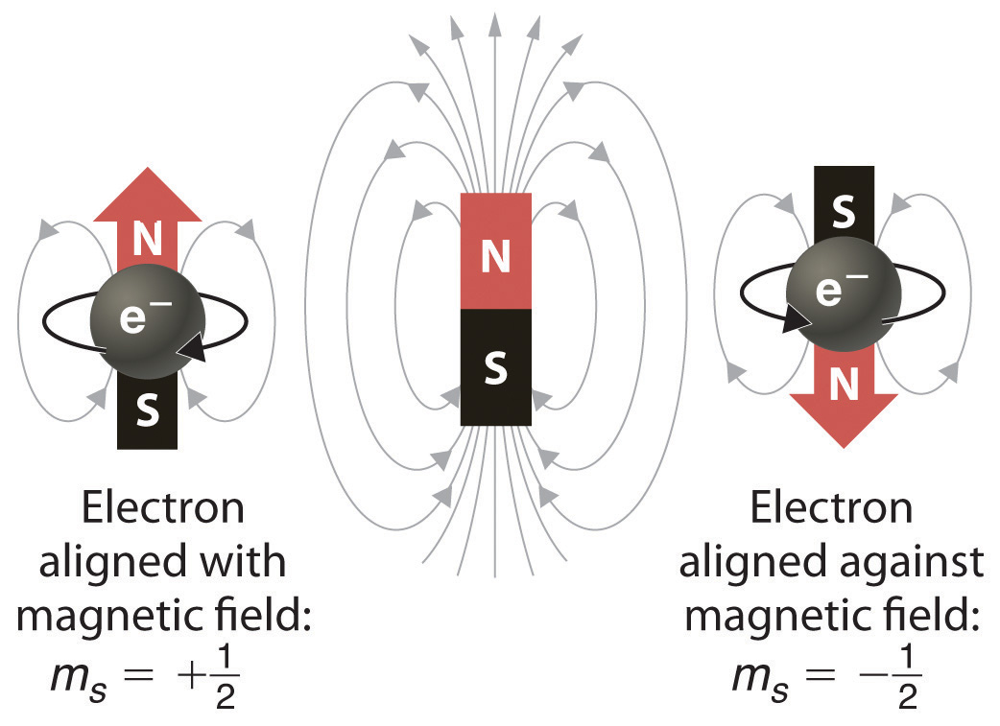 N
e⁻
S
Electron
aligned with
magnetic field:
mₛ = +1/2
N
S
S
e⁻
N
Electron
aligned against
magnetic field:
mₛ = −1/2